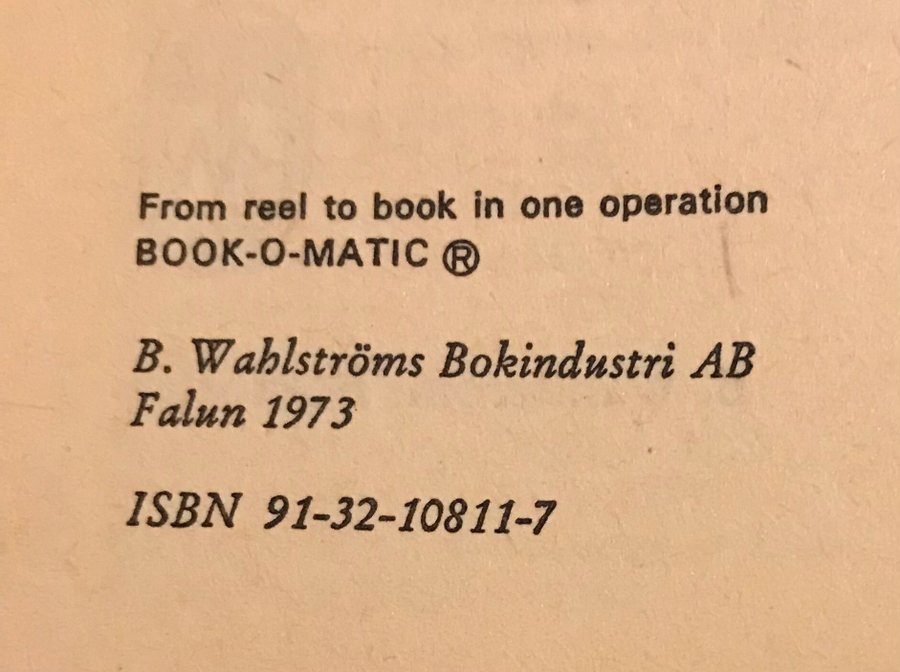 From reel to book in one operation
BOOK-O-MATIC ®
B. Wahlströms Bokindustri AB
Falun 1973
ISBN 91-32-10811-7